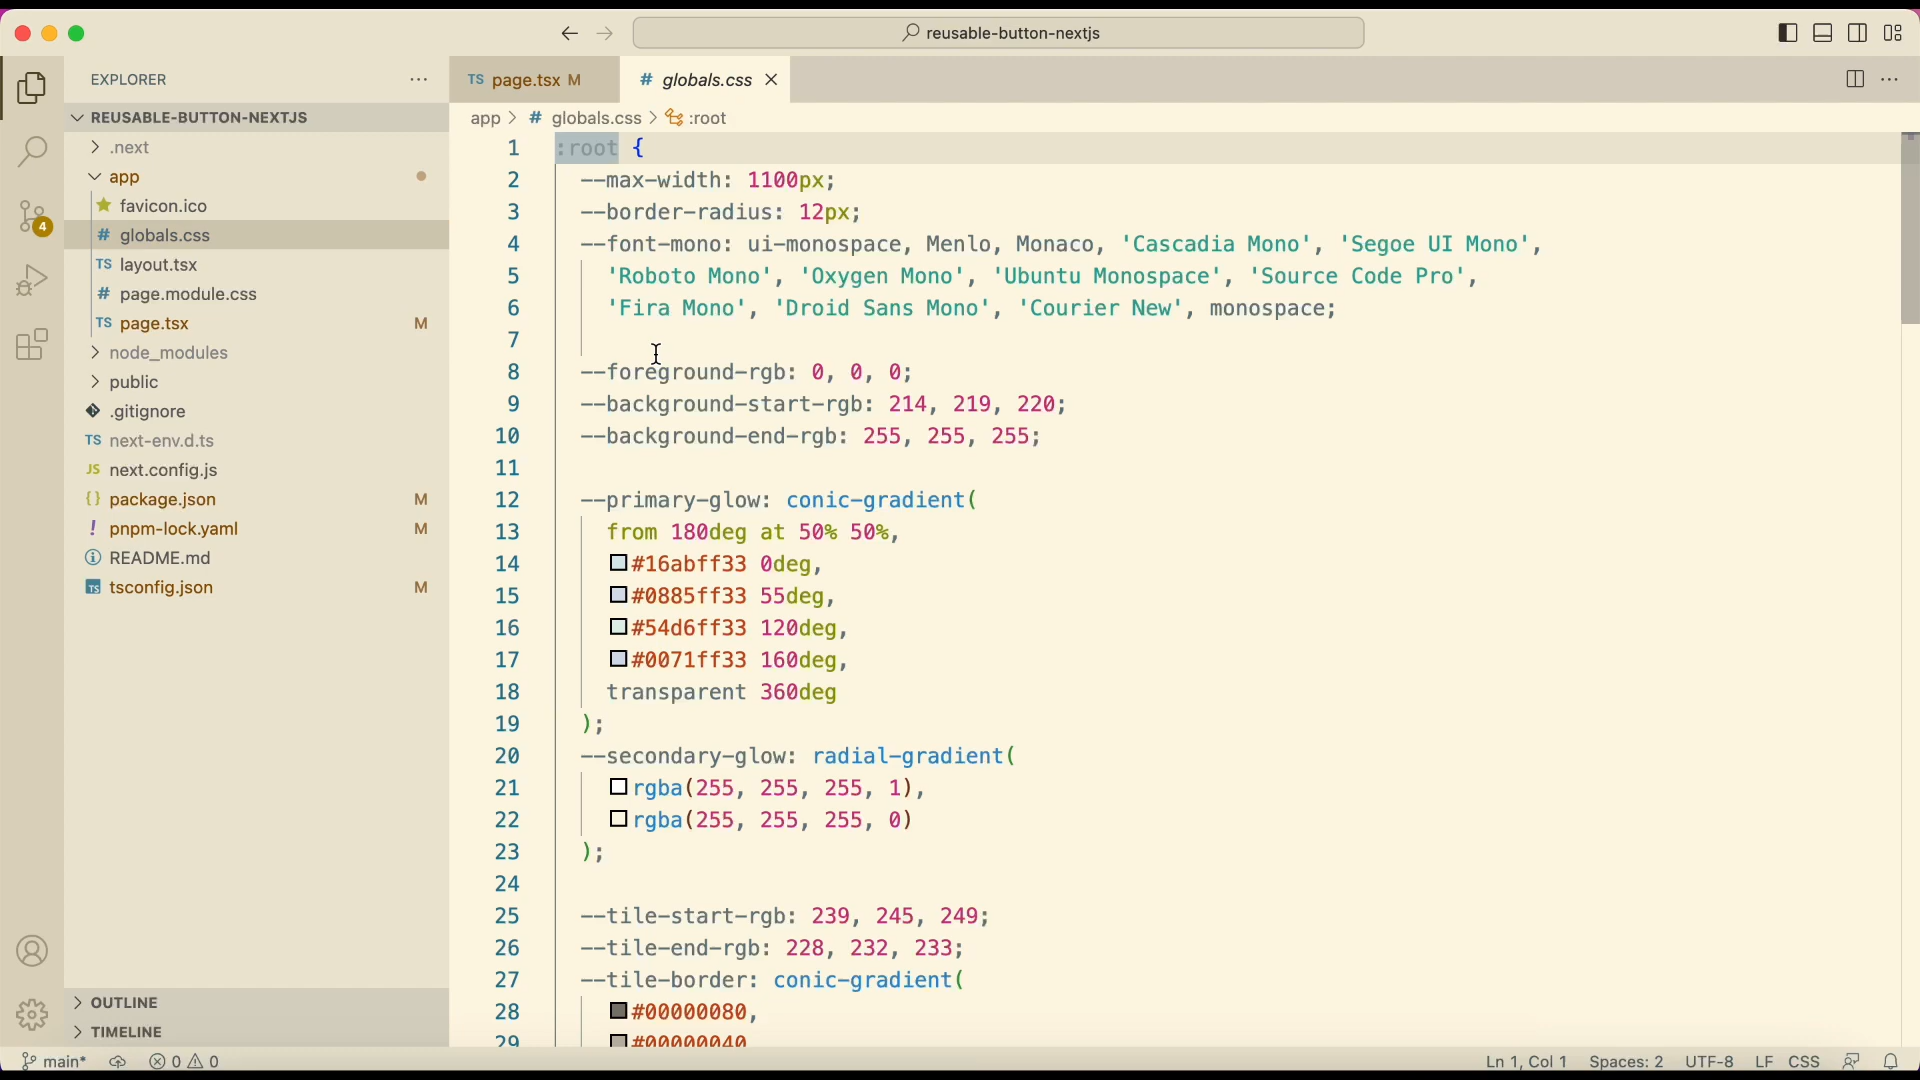 reusable-button-nextjs
EXPLORER
REUSABLE-BUTTON-NEXTJS
.next
app
favicon.ico
# globals.css
TS layout.tsx
# page.module.css
TS page.tsx M
node_modules
public
.gitignore
TS next-env.d.ts
JS next.config.js
{} package.json M
! pnpm-lock.yaml M
README.md
TS tsconfig.json M
OUTLINE
TIMELINE
4
TS page.tsx M
# globals.css
app > # globals.css > :root
1 :root {
2 --max-width: 1100px;
3 --border-radius: 12px;
4 --font-mono: ui-monospace, Menlo, Monaco, 'Cascadia Mono', 'Segoe UI Mono',
5 'Roboto Mono', 'Oxygen Mono', 'Ubuntu Monospace', 'Source Code Pro',
6 'Fira Mono', 'Droid Sans Mono', 'Courier New', monospace;
7
8 --foreground-rgb: 0, 0, 0;
9 --background-start-rgb: 214, 219, 220;
10 --background-end-rgb: 255, 255, 255;
11
12 --primary-glow: conic-gradient(
13 from 180deg at 50% 50%,
14 #16abff33 0deg,
15 #0885ff33 55deg,
16 #54d6ff33 120deg,
17 #0071ff33 160deg,
18 transparent 360deg
19 );
20 --secondary-glow: radial-gradient(
21 rgba(255, 255, 255, 1),
22 rgba(255, 255, 255, 0)
23 );
24
25 --tile-start-rgb: 239, 245, 249;
26 --tile-end-rgb: 228, 232, 233;
27 --tile-border: conic-gradient(
28 #00000080,
29 #00000040
main* 0 0 Ln 1, Col 1 Spaces: 2 UTF-8 LF CSS